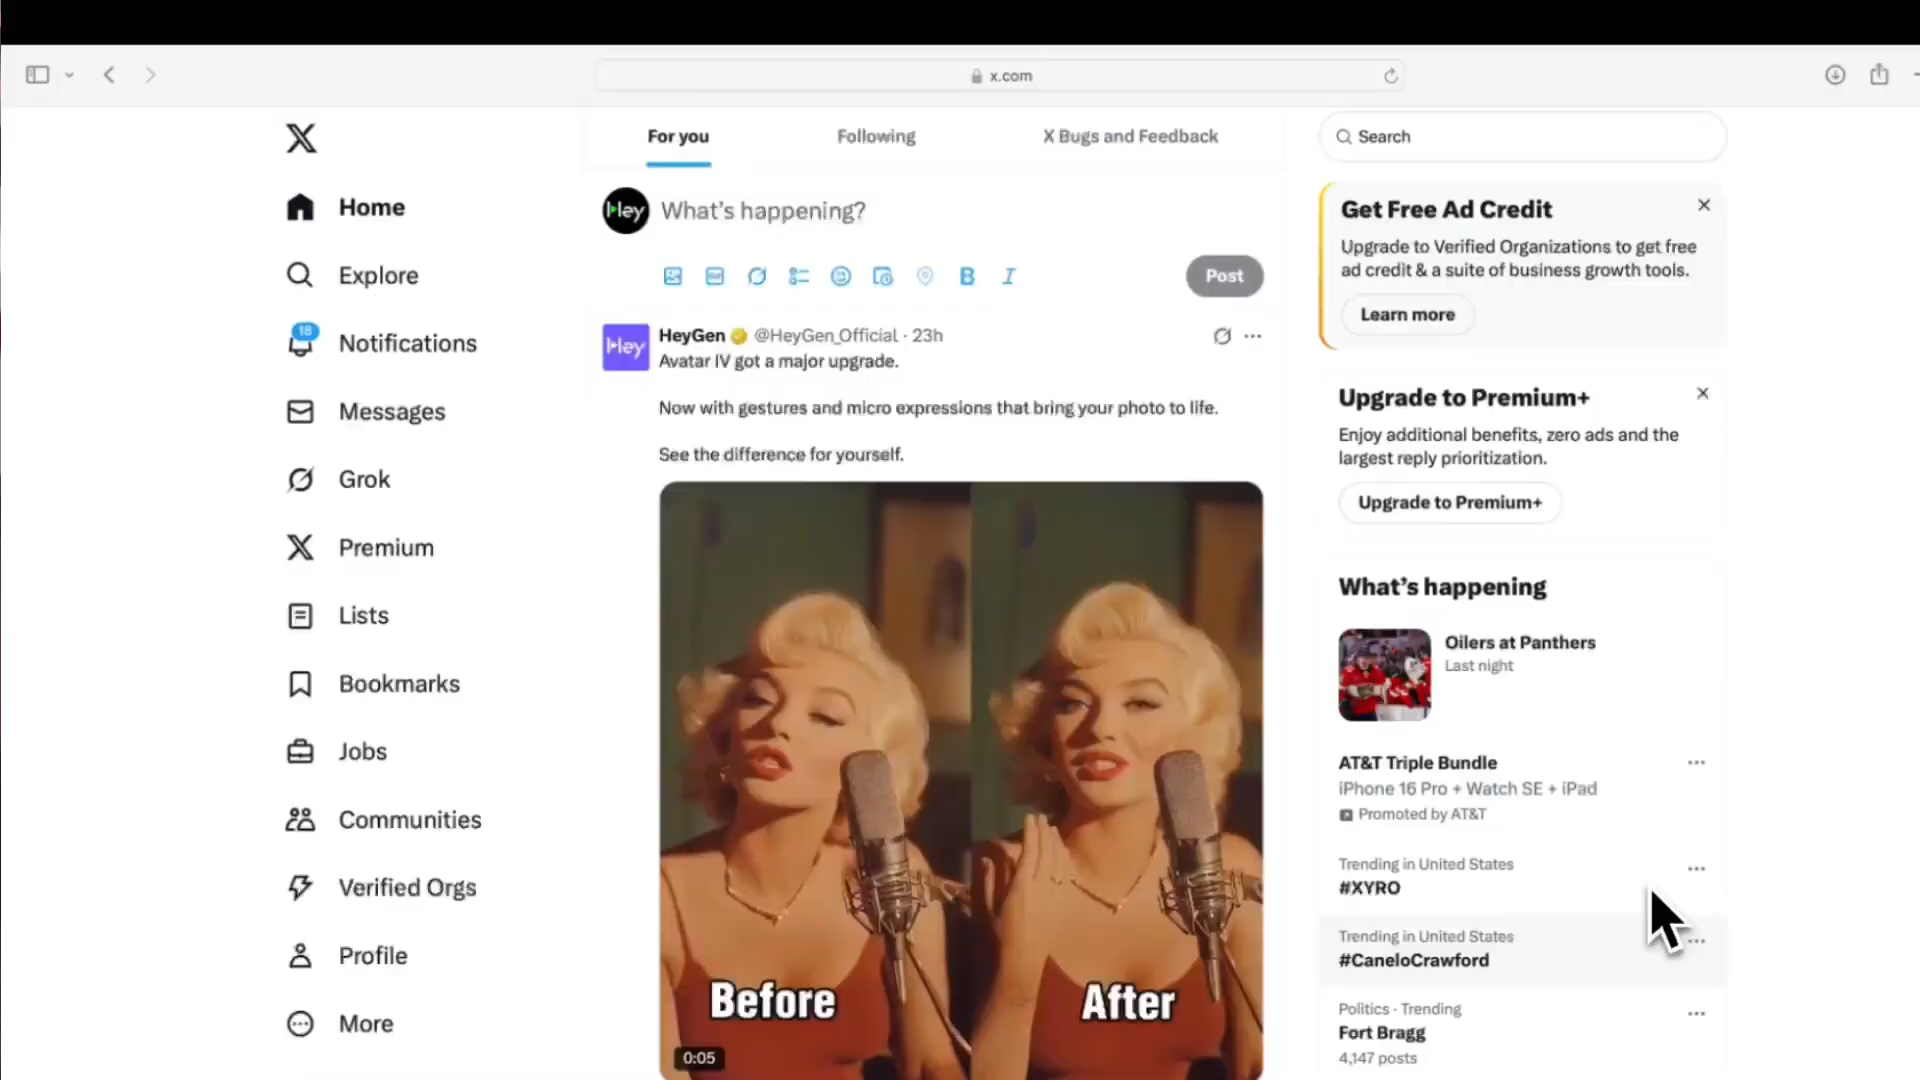 x.com
For you
Following
X Bugs and Feedback
Search
Home
Explore
18
Notifications
Messages
Grok
Premium
Lists
Bookmarks
Jobs
Communities
Verified Orgs
Profile
More
Hey
What's happening?
GIF
B
I
Post
Hey
HeyGen @HeyGen_Official · 23h
Avatar IV got a major upgrade.
Now with gestures and micro expressions that bring your photo to life.
See the difference for yourself.
Before
After
0:05
Get Free Ad Credit
Upgrade to Verified Organizations to get free
ad credit & a suite of business growth tools.
Learn more
Upgrade to Premium+
Enjoy additional benefits, zero ads and the
largest reply prioritization.
Upgrade to Premium+
What's happening
Oilers at Panthers
Last night
AT&T Triple Bundle
iPhone 16 Pro + Watch SE + iPad
Promoted by AT&T
Trending in United States
#XYRO
Trending in United States
#CaneloCrawford
Politics · Trending
Fort Bragg
4,147 posts